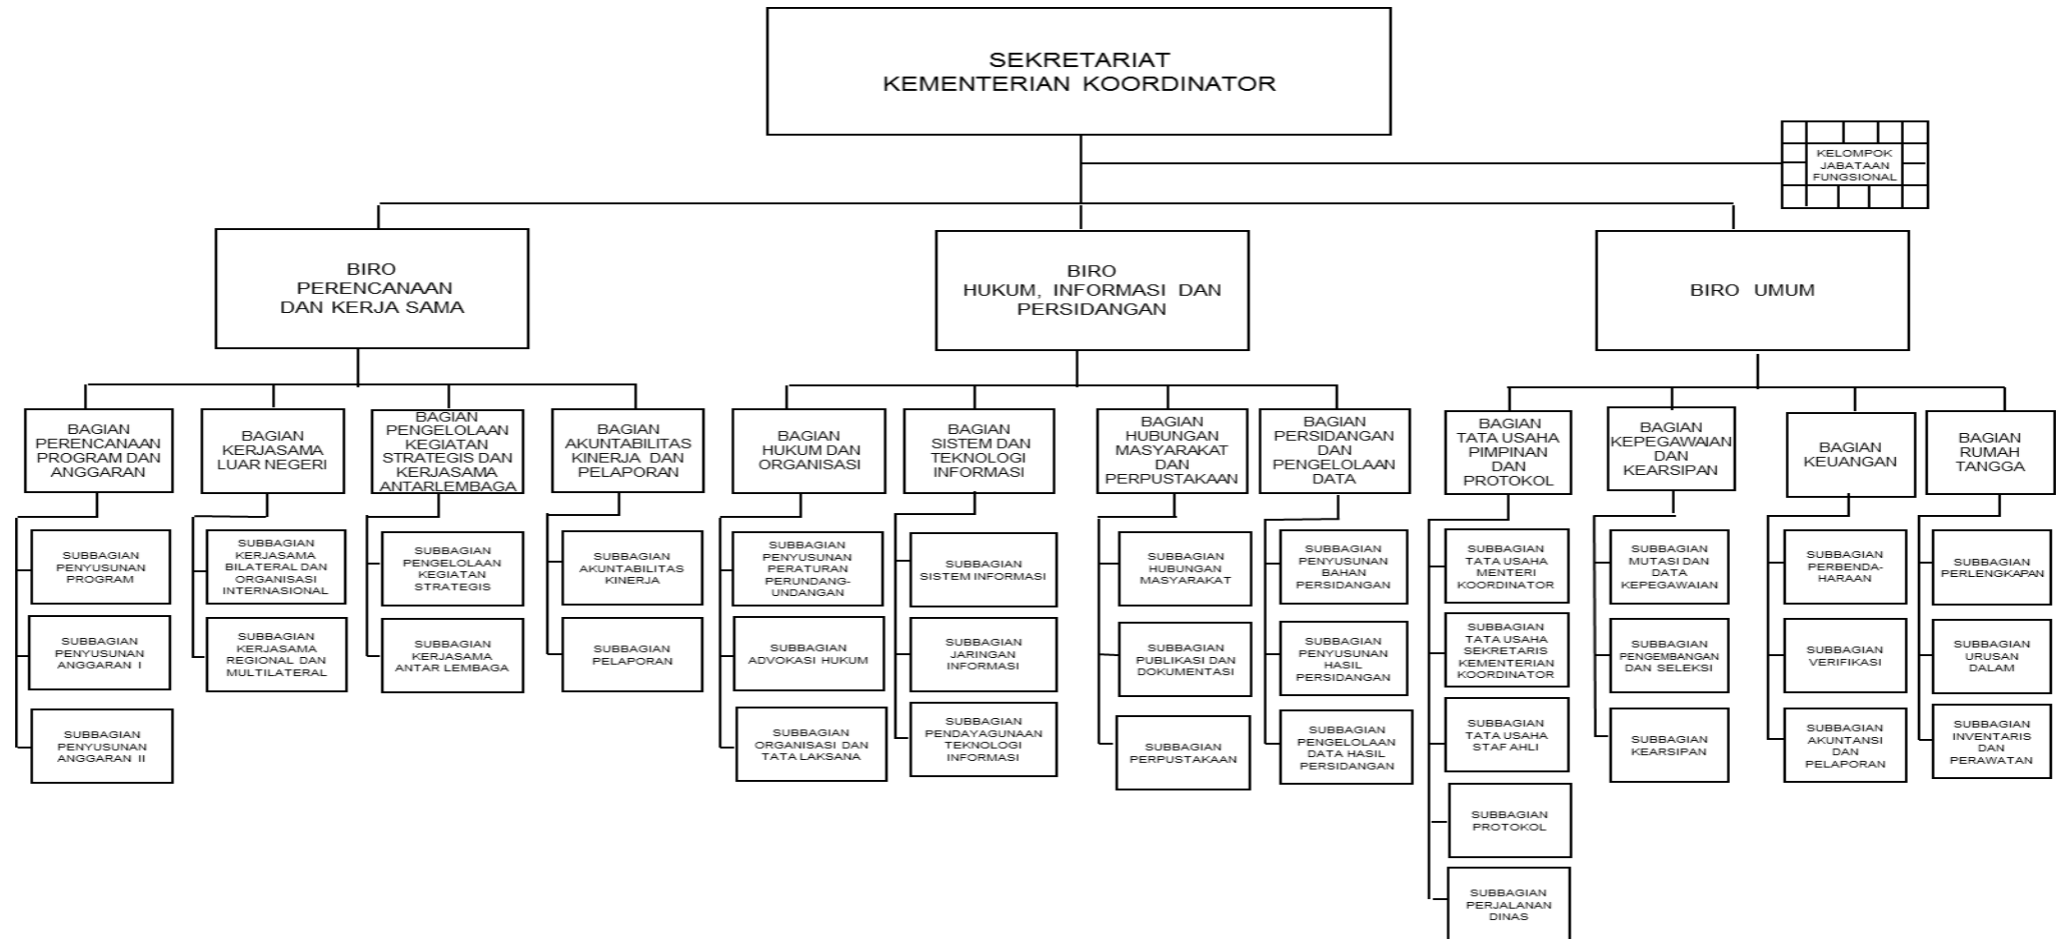 SEKRETARIAT
KEMENTERIAN KOORDINATOR
KELOMPOK
JABATAAN
FUNGSIONAL
BIRO
PERENCANAAN
DAN KERJA SAMA
BIRO
HUKUM, INFORMASI DAN
PERSIDANGAN
BIRO UMUM
BAGIAN
PERENCANAAN
PROGRAM DAN
ANGGARAN
BAGIAN
KERJASAMA
LUAR NEGERI
BAGIAN
PENGELOLAAN
KEGIATAN
STRATEGIS DAN
KERJASAMA
ANTARLEMBAGA
BAGIAN
AKUNTABILITAS
KINERJA DAN
PELAPORAN
BAGIAN
HUKUM DAN
ORGANISASI
BAGIAN
SISTEM DAN
TEKNOLOGI
INFORMASI
BAGIAN
HUBUNGAN
MASYARAKAT
DAN
PERPUSTAKAAN
BAGIAN
PERSIDANGAN
DAN
PENGELOLAAN
DATA
BAGIAN
TATA USAHA
PIMPINAN
DAN
PROTOKOL
BAGIAN
KEPEGAWAIAN
DAN
KEARSIPAN
BAGIAN
KEUANGAN
BAGIAN
RUMAH
TANGGA
SUBBAGIAN
PENYUSUNAN
PROGRAM
SUBBAGIAN
PENYUSUNAN
ANGGARAN I
SUBBAGIAN
PENYUSUNAN
ANGGARAN II
SUBBAGIAN
KERJASAMA
BILATERAL DAN
ORGANISASI
INTERNASIONAL
SUBBAGIAN
KERJASAMA
REGIONAL DAN
MULTILATERAL
SUBBAGIAN
PENGELOLAAN
KEGIATAN
STRATEGIS
SUBBAGIAN
KERJASAMA
ANTAR LEMBAGA
SUBBAGIAN
AKUNTABILITAS
KINERJA
SUBBAGIAN
PELAPORAN
SUBBAGIAN
PENYUSUNAN
PERATURAN
PERUNDANG-
UNDANGAN
SUBBAGIAN
ADVOKASI HUKUM
SUBBAGIAN
ORGANISASI DAN
TATA LAKSANA
SUBBAGIAN
SISTEM INFORMASI
SUBBAGIAN
JARINGAN
INFORMASI
SUBBAGIAN
PENDAYAGUNAAN
TEKNOLOGI
INFORMASI
SUBBAGIAN
HUBUNGAN
MASYARAKAT
SUBBAGIAN
PUBLIKASI DAN
DOKUMENTASI
SUBBAGIAN
PERPUSTAKAAN
SUBBAGIAN
PENYUSUNAN
BAHAN
PERSIDANGAN
SUBBAGIAN
PENYUSUNAN
HASIL
PERSIDANGAN
SUBBAGIAN
PENGELOLAAN
DATA HASIL
PERSIDANGAN
SUBBAGIAN
TATA USAHA
MENTERI
KOORDINATOR
SUBBAGIAN
TATA USAHA
SEKRETARIS
KEMENTERIAN
KOORDINATOR
SUBBAGIAN
TATA USAHA
STAF AHLI
SUBBAGIAN
PROTOKOL
SUBBAGIAN
PERJALANAN
DINAS
SUBBAGIAN
MUTASI DAN
DATA
KEPEGAWAIAN
SUBBAGIAN
PENGEMBANGAN
DAN SELEKSI
SUBBAGIAN
KEARSIPAN
SUBBAGIAN
PERBENDA-
HARAAN
SUBBAGIAN
VERIFIKASI
SUBBAGIAN
AKUNTANSI
DAN
PELAPORAN
SUBBAGIAN
PERLENGKAPAN
SUBBAGIAN
URUSAN
DALAM
SUBBAGIAN
INVENTARIS
DAN
PERAWATAN